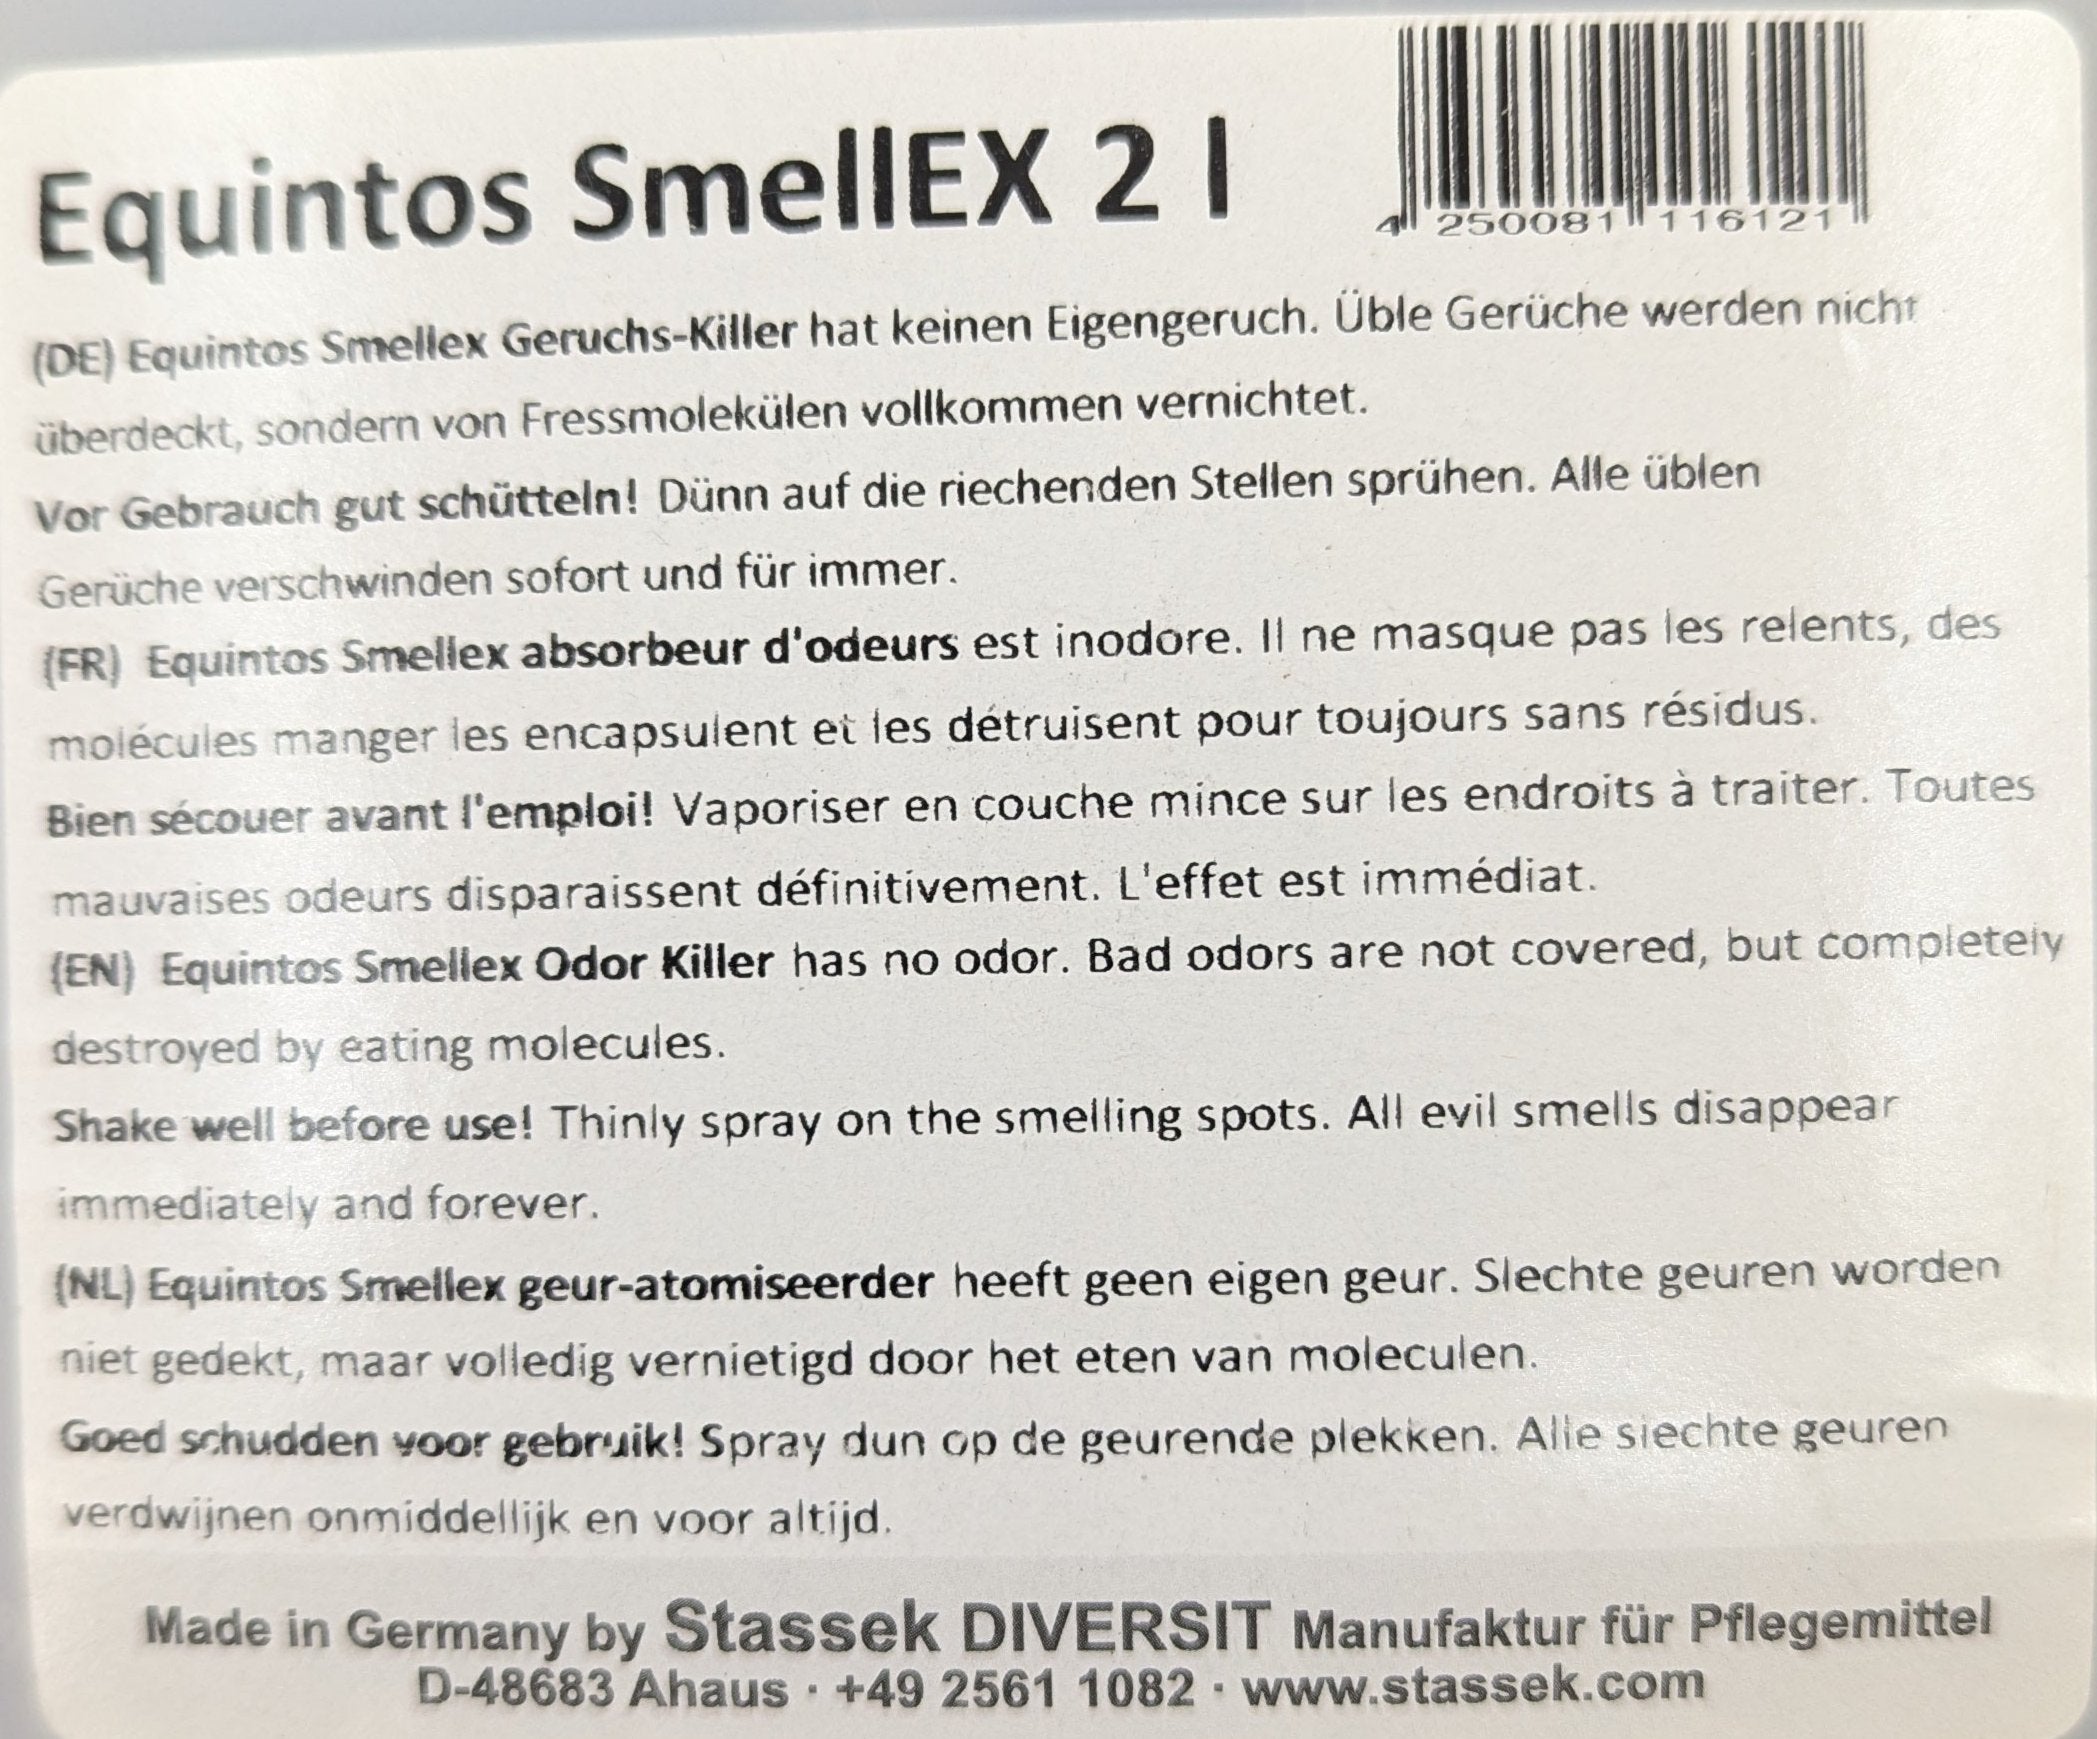 Equintos SmellEX 2 l
4 250081 116121
(DE) Equintos Smellex Geruchs-Killer hat keinen Eigengeruch. Üble Gerüche werden nicht
überdeckt, sondern von Fressmolekülen vollkommen vernichtet.
Vor Gebrauch gut schütteln! Dünn auf die riechenden Stellen sprühen. Alle üblen
Gerüche verschwinden sofort und für immer.
(FR) Equintos Smellex absorbeur d'odeurs est inodore. Il ne masque pas les relents, des
molécules manger les encapsulent et les détruisent pour toujours sans résidus.
Bien sécouer avant l'emploi! Vaporiser en couche mince sur les endroits à traiter. Toutes
mauvaises odeurs disparaissent définitivement. L'effet est immédiat.
(EN) Equintos Smellex Odor Killer has no odor. Bad odors are not covered, but completely
destroyed by eating molecules.
Shake well before use! Thinly spray on the smelling spots. All evil smells disappear
immediately and forever.
(NL) Equintos Smellex geur-atomiseerder heeft geen eigen geur. Slechte geuren worden
niet gedekt, maar volledig vernietigd door het eten van moleculen.
Goed schudden voor gebruik! Spray dun op de geurende plekken. Alle slechte geuren
verdwijnen onmiddellijk en voor altijd.
Made in Germany by Stassek DIVERSIT Manufaktur für Pflegemittel
D-48683 Ahaus · +49 2561 1082 · www.stassek.com